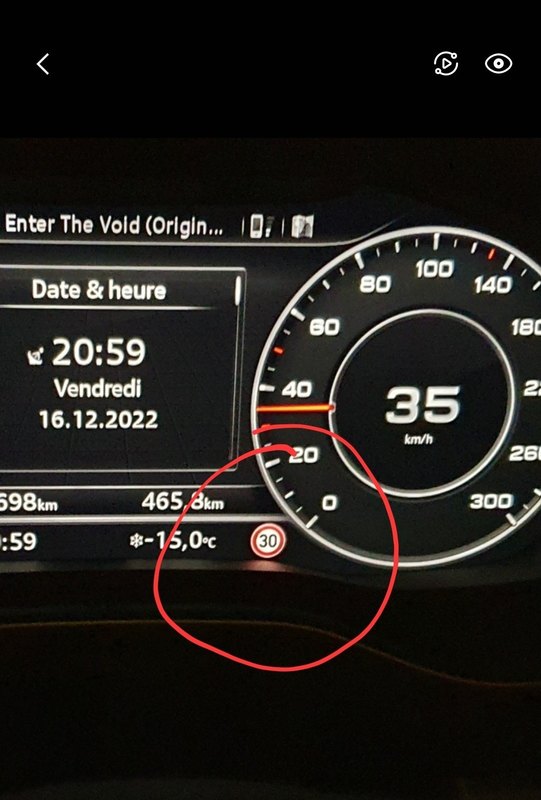 Enter The Void (Origin...
Date & heure
20:59
Vendredi
16.12.2022
698km
465,8km
:59
-15,0°C
30
0
20
40
60
80
100
140
180
260
300
35
km/h